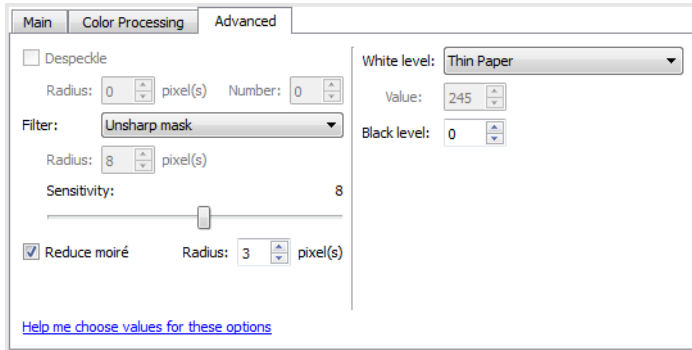 Main Color Processing Advanced
Despeckle
Radius: 0 pixel(s) Number: 0
Filter: Unsharp mask
Radius: 8 pixel(s)
Sensitivity: 8
Reduce moiré Radius: 3 pixel(s)
Help me choose values for these options
White level: Thin Paper
Value: 245
Black level: 0